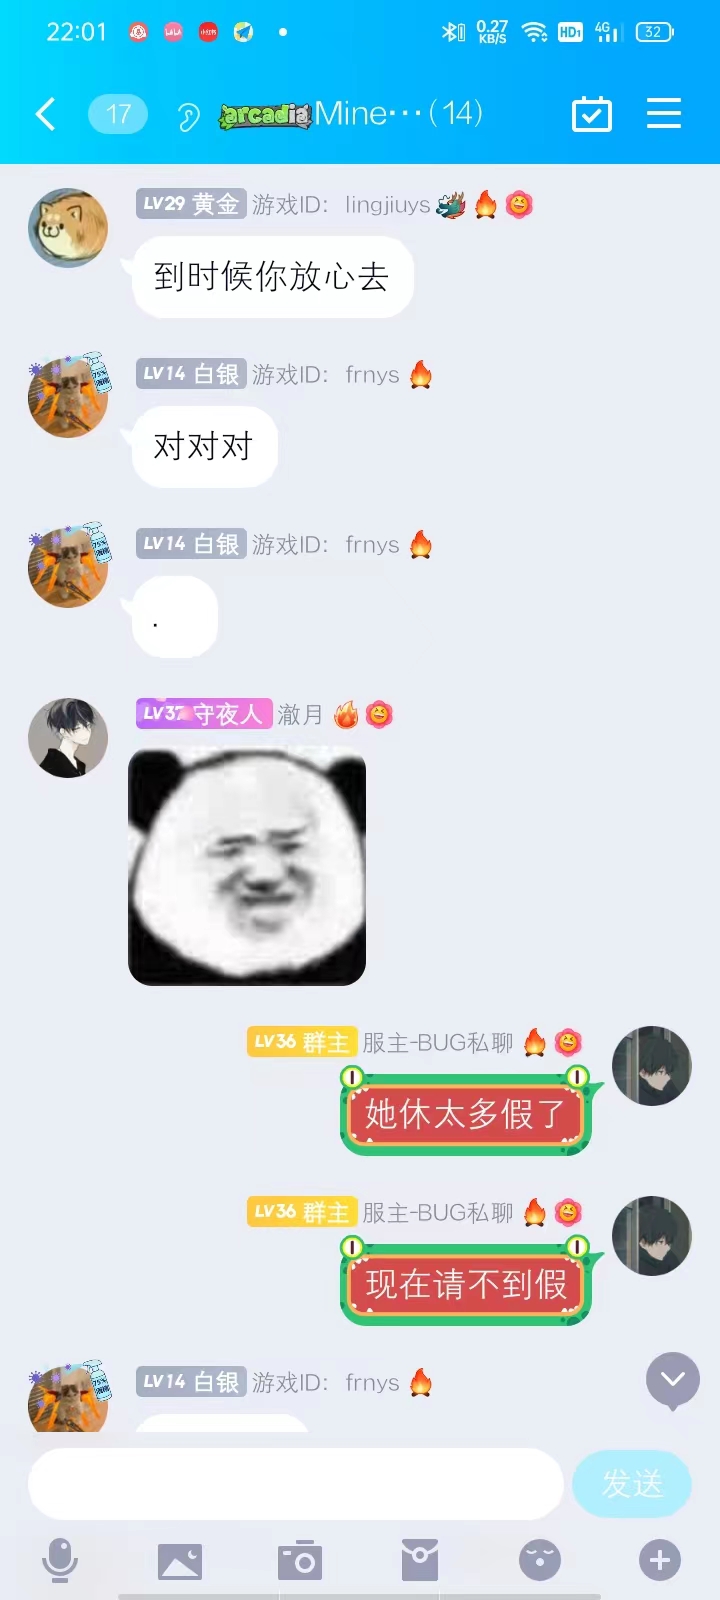 22:01
0.27 KB/S
HD1
4G
32
17
arcadia Mine…(14)
LV29 黄金 游戏ID: lingjiuys
到时候你放心去
LV14 白银 游戏ID: frnys
对对对
LV14 白银 游戏ID: frnys
.
LV37 守夜人 澈月
LV36 群主 服主-BUG私聊
她休太多假了
LV36 群主 服主-BUG私聊
现在请不到假
LV14 白银 游戏ID: frnys
发送